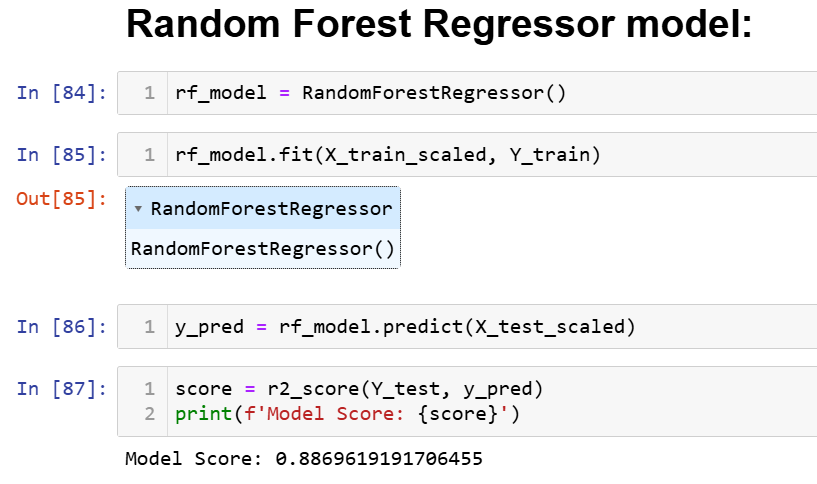 Random Forest Regressor model:
In [84]: 1 rf_model = RandomForestRegressor()
In [85]: 1 rf_model.fit(X_train_scaled, Y_train)
Out[85]: ▾ RandomForestRegressor
RandomForestRegressor()
In [86]: 1 y_pred = rf_model.predict(X_test_scaled)
In [87]: 1 score = r2_score(Y_test, y_pred)
2 print(f'Model Score: {score}')
Model Score: 0.8869619191706455